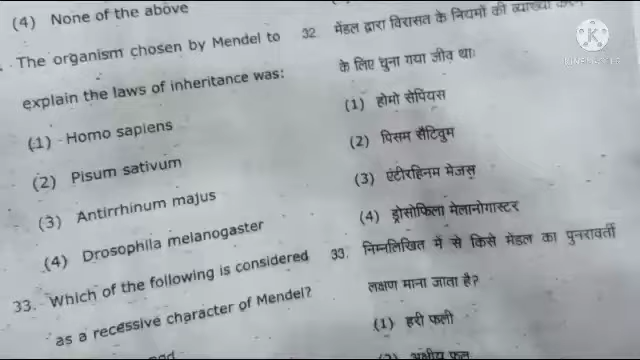 (4) None of the above
The organism chosen by Mendel to
explain the laws of inheritance was:
(1) Homo sapiens
(2) Pisum sativum
(3) Antirrhinum majus
(4) Drosophila melanogaster
33. Which of the following is considered
as a recessive character of Mendel?
32. मेंडल द्वारा विरासत के नियमों की व्याख्या करने
के लिए चुना गया जीव था:
(1) होमो सेपियस
(2) पिसम सैटिवुम
(3) एंटीरहिनम मेजस
(4) ड्रोसोफिला मेलानोगास्टर
33. निम्नलिखित में से किसे मेंडल का पुनरावर्ती
लक्षण माना जाता है?
(1) हरी फली
K
KINEMASTER